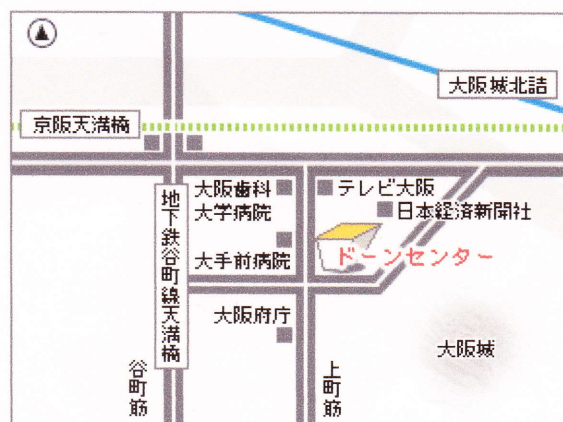 大阪城北詰
京阪天満橋
大阪歯科
大学病院
テレビ大阪
日本経済新聞社
地下鉄谷町線天満橋
大手前病院
ドーンセンター
大阪府庁
大阪城
谷町筋
上町筋